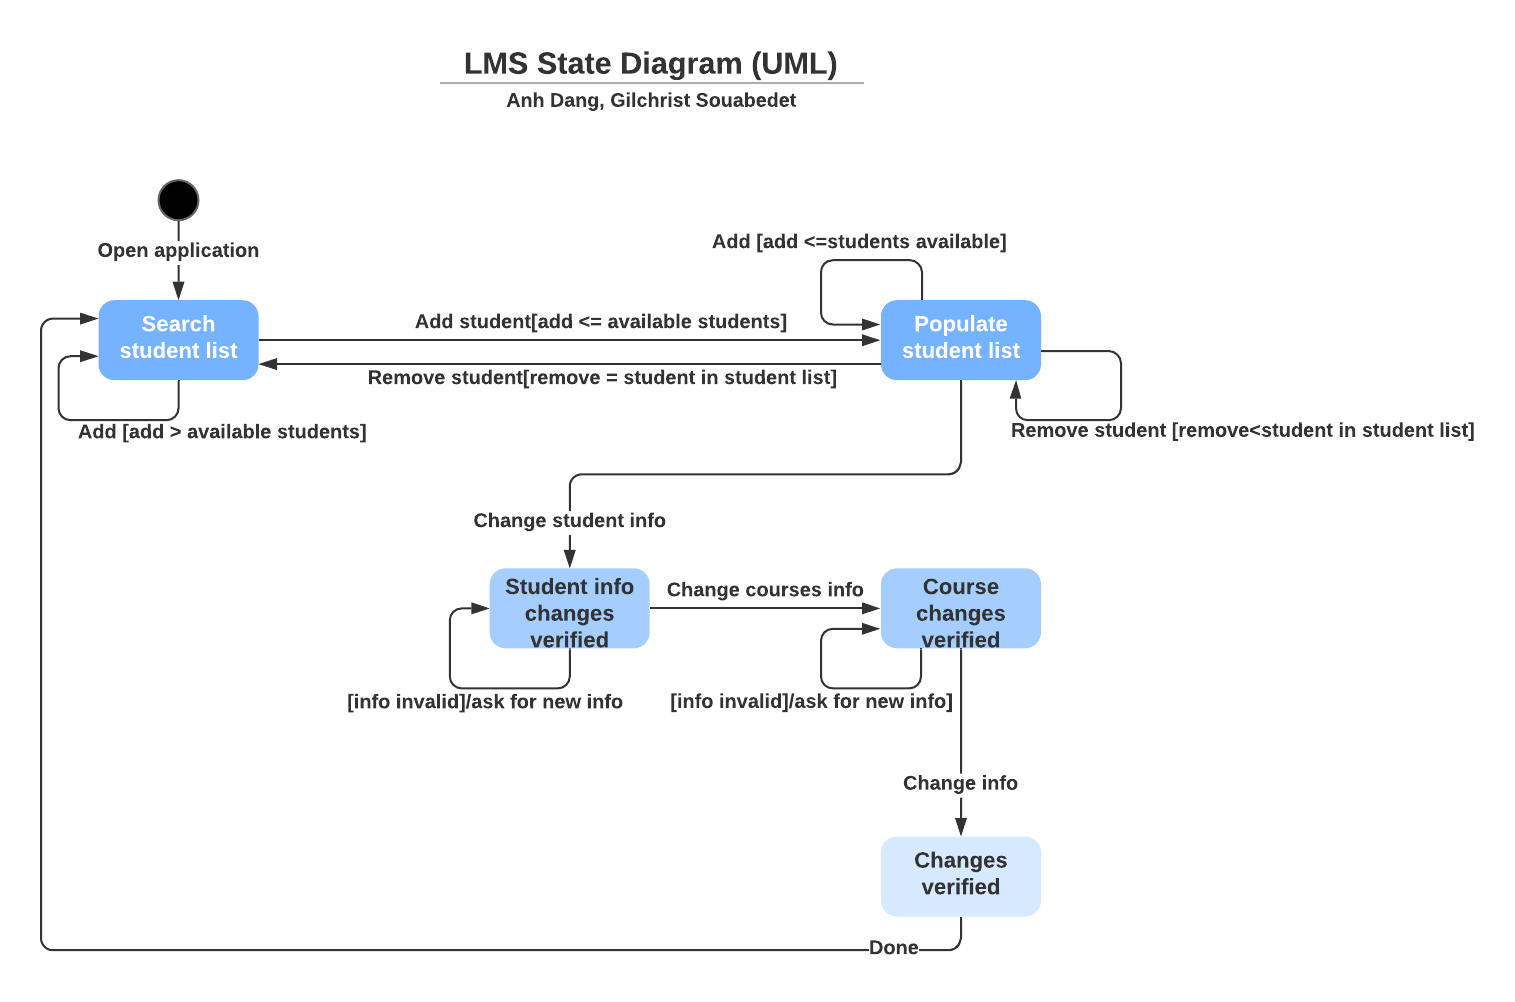 LMS State Diagram (UML)
Anh Dang, Gilchrist Souabedet
Open application
Add [add <=students available]
Search
student list
Add student[add <= available students]
Populate
student list
Remove student[remove = student in student list]
Add [add > available students]
Remove student [remove<student in student list]
Change student info
Student info
changes
verified
Change courses info
Course
changes
verified
[info invalid]/ask for new info
[info invalid]/ask for new info]
Change info
Changes
verified
Done